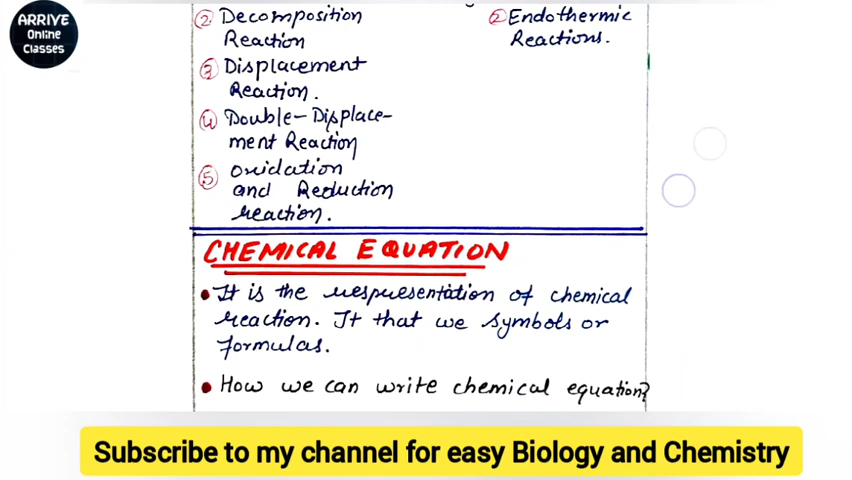 ARRIVE
Online
Classes
② Decomposition
Reaction
③ Displacement
Reaction.
④ Double-Displace-
ment Reaction
⑤ Oxidation
and Reduction
reaction.
② Endothermic
Reactions.
CHEMICAL EQUATION
• It is the respresentation of chemical
reaction. It that we symbols or
formulas.
• How we can write chemical equation?
Subscribe to my channel for easy Biology and Chemistry